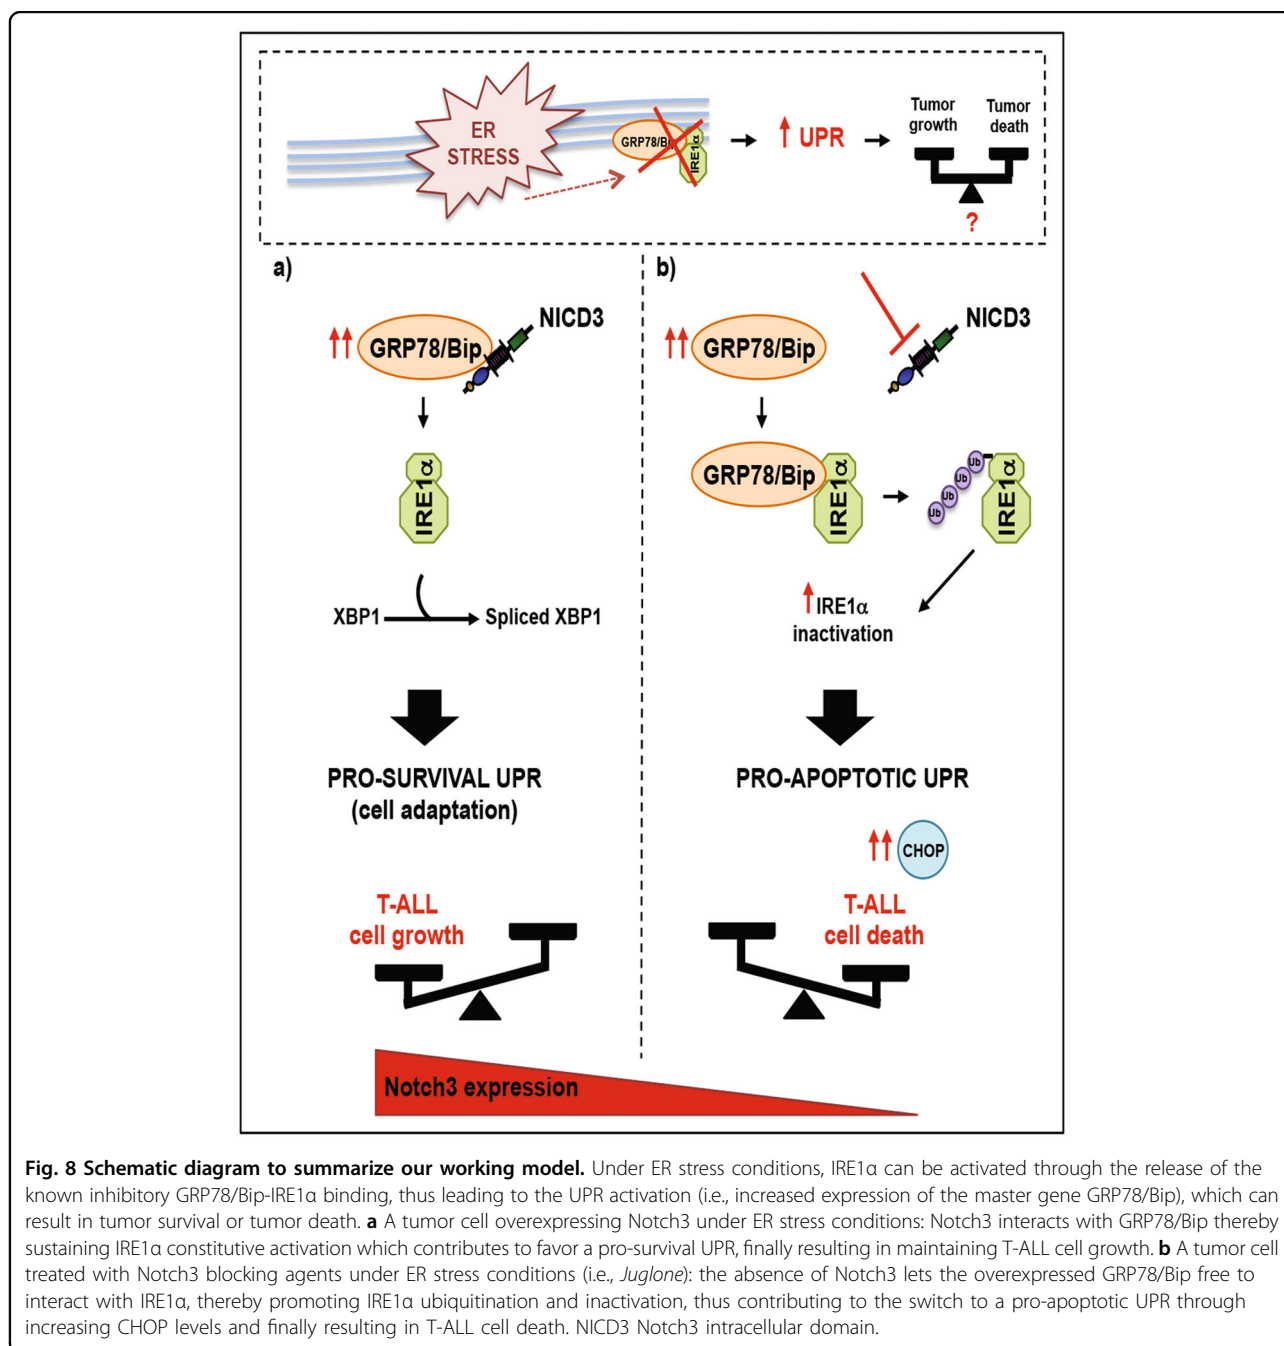 ER
STRESS
GRP78/Bip
IRE1α
UPR
Tumor
growth
Tumor
death
?
a)
GRP78/Bip
NICD3
IRE1α
XBP1
Spliced XBP1
PRO-SURVIVAL UPR
(cell adaptation)
T-ALL
cell growth
b)
GRP78/Bip
NICD3
GRP78/Bip
IRE1α
Ub
Ub
Ub
Ub
IRE1α
IRE1α
inactivation
PRO-APOPTOTIC UPR
CHOP
T-ALL
cell death
Notch3 expression
Fig. 8 Schematic diagram to summarize our working model. Under ER stress conditions, IRE1α can be activated through the release of the
known inhibitory GRP78/Bip-IRE1α binding, thus leading to the UPR activation (i.e., increased expression of the master gene GRP78/Bip), which can
result in tumor survival or tumor death. a A tumor cell overexpressing Notch3 under ER stress conditions: Notch3 interacts with GRP78/Bip thereby
sustaining IRE1α constitutive activation which contributes to favor a pro-survival UPR, finally resulting in maintaining T-ALL cell growth. b A tumor cell
treated with Notch3 blocking agents under ER stress conditions (i.e., Juglone): the absence of Notch3 lets the overexpressed GRP78/Bip free to
interact with IRE1α, thereby promoting IRE1α ubiquitination and inactivation, thus contributing to the switch to a pro-apoptotic UPR through
increasing CHOP levels and finally resulting in T-ALL cell death. NICD3 Notch3 intracellular domain.